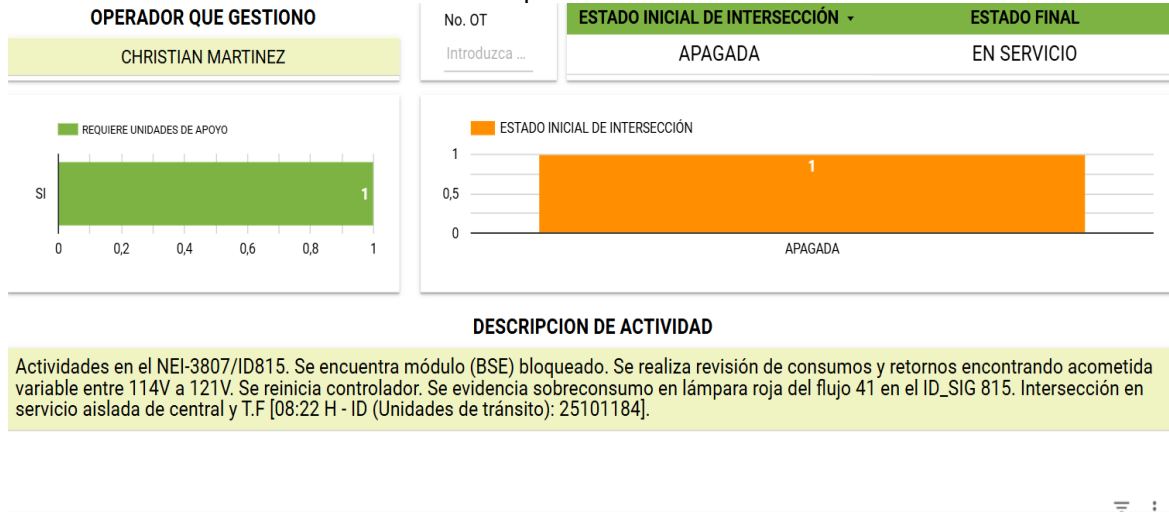 OPERADOR QUE GESTIONO
CHRISTIAN MARTINEZ
No. OT
Introduzca ...
ESTADO INICIAL DE INTERSECCIÓN
ESTADO FINAL
APAGADA
EN SERVICIO
REQUIERE UNIDADES DE APOYO
SI
1
0
0,2
0,4
0,6
0,8
1
ESTADO INICIAL DE INTERSECCIÓN
1
0,5
0
1
APAGADA
DESCRIPCION DE ACTIVIDAD
Actividades en el NEI-3807/ID815. Se encuentra módulo (BSE) bloqueado. Se realiza revisión de consumos y retornos encontrando acometida
variable entre 114V a 121V. Se reinicia controlador. Se evidencia sobreconsumo en lámpara roja del flujo 41 en el ID_SIG 815. Intersección en
servicio aislada de central y T.F [08:22 H - ID (Unidades de tránsito): 25101184].